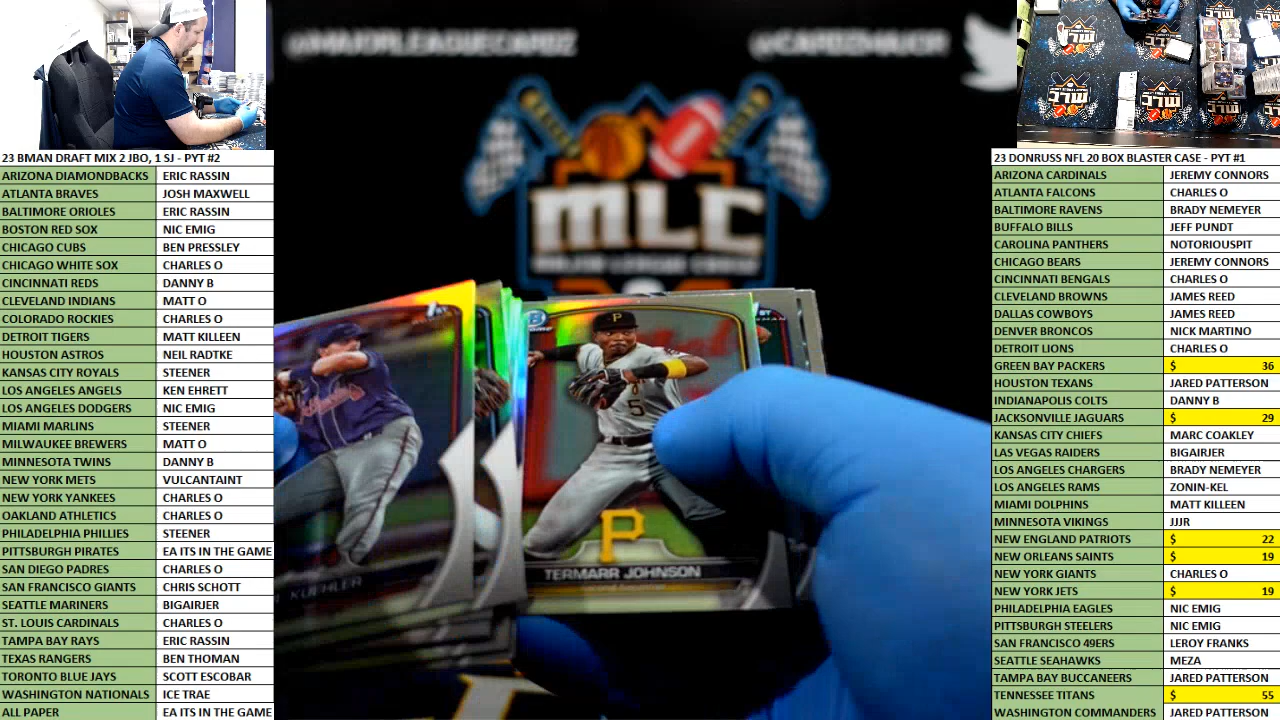 @MAJRLEAGUECARDZ
@CARDZMAJOR
MLC
23 BMAN DRAFT MIX 2 JBO, 1 SJ - PYT #2
ARIZONA DIAMONDBACKS ERIC RASSIN
ATLANTA BRAVES JOSH MAXWELL
BALTIMORE ORIOLES ERIC RASSIN
BOSTON RED SOX NIC EMIG
CHICAGO CUBS BEN PRESSLEY
CHICAGO WHITE SOX CHARLES O
CINCINNATI REDS DANNY B
CLEVELAND INDIANS MATT O
COLORADO ROCKIES CHARLES O
DETROIT TIGERS MATT KILLEEN
HOUSTON ASTROS NEIL RADTKE
KANSAS CITY ROYALS STEENER
LOS ANGELES ANGELS KEN EHRETT
LOS ANGELES DODGERS NIC EMIG
MIAMI MARLINS STEENER
MILWAUKEE BREWERS MATT O
MINNESOTA TWINS DANNY B
NEW YORK METS VULCANTAINT
NEW YORK YANKEES CHARLES O
OAKLAND ATHLETICS CHARLES O
PHILADELPHIA PHILLIES STEENER
PITTSBURGH PIRATES EA ITS IN THE GAME
SAN DIEGO PADRES CHARLES O
SAN FRANCISCO GIANTS CHRIS SCHOTT
SEATTLE MARINERS BIGAIRJER
ST. LOUIS CARDINALS CHARLES O
TAMPA BAY RAYS ERIC RASSIN
TEXAS RANGERS BEN THOMAN
TORONTO BLUE JAYS SCOTT ESCOBAR
WASHINGTON NATIONALS ICE TRAE
ALL PAPER EA ITS IN THE GAME
P
5
P
TERMARR JOHNSON
KUEHLER
23 DONRUSS NFL 20 BOX BLASTER CASE - PYT #1
ARIZONA CARDINALS JEREMY CONNORS
ATLANTA FALCONS CHARLES O
BALTIMORE RAVENS BRADY NEMEYER
BUFFALO BILLS JEFF PUNDT
CAROLINA PANTHERS NOTORIOUSPIT
CHICAGO BEARS JEREMY CONNORS
CINCINNATI BENGALS CHARLES O
CLEVELAND BROWNS JAMES REED
DALLAS COWBOYS JAMES REED
DENVER BRONCOS NICK MARTINO
DETROIT LIONS CHARLES O
GREEN BAY PACKERS $ 36
HOUSTON TEXANS JARED PATTERSON
INDIANAPOLIS COLTS DANNY B
JACKSONVILLE JAGUARS $ 29
KANSAS CITY CHIEFS MARC COAKLEY
LAS VEGAS RAIDERS BIGAIRJER
LOS ANGELES CHARGERS BRADY NEMEYER
LOS ANGELES RAMS ZONIN-KEL
MIAMI DOLPHINS MATT KILLEEN
MINNESOTA VIKINGS JJJR
NEW ENGLAND PATRIOTS $ 22
NEW ORLEANS SAINTS $ 19
NEW YORK GIANTS CHARLES O
NEW YORK JETS $ 19
PHILADELPHIA EAGLES NIC EMIG
PITTSBURGH STEELERS NIC EMIG
SAN FRANCISCO 49ERS LEROY FRANKS
SEATTLE SEAHAWKS MEZA
TAMPA BAY BUCCANEERS JARED PATTERSON
TENNESSEE TITANS $ 55
WASHINGTON COMMANDERS JARED PATTERSON